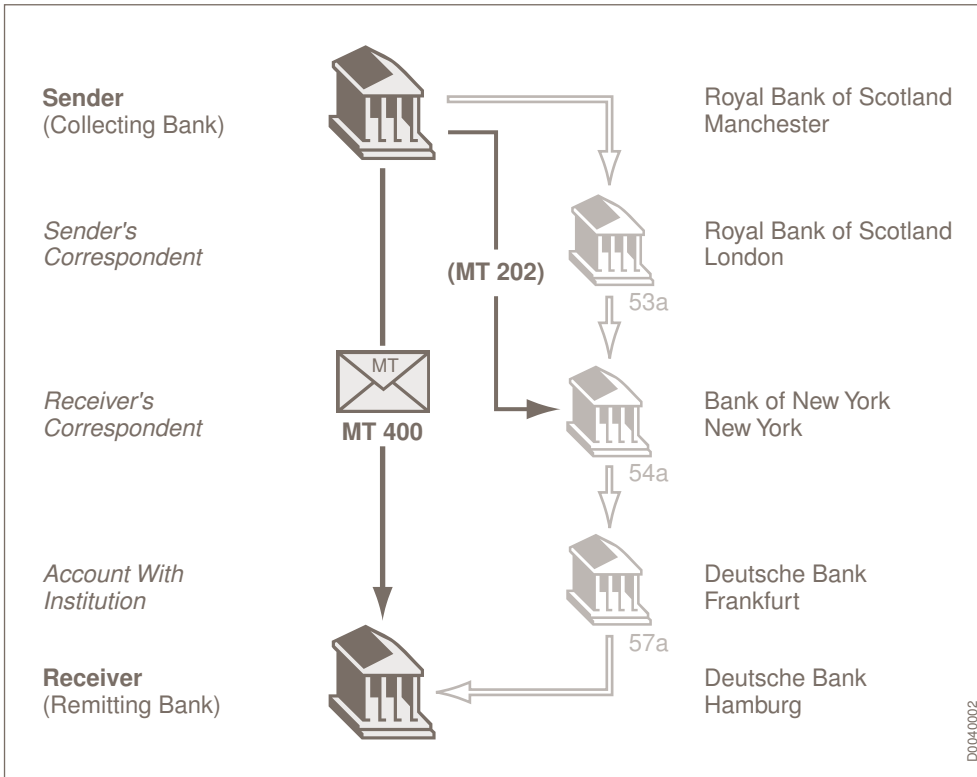 Sender
(Collecting Bank)
Royal Bank of Scotland
Manchester
Sender's
Correspondent
(MT 202)
Royal Bank of Scotland
London
53a
MT
MT 400
Receiver's
Correspondent
Bank of New York
New York
54a
Account With
Institution
Deutsche Bank
Frankfurt
57a
Receiver
(Remitting Bank)
Deutsche Bank
Hamburg
D0040002